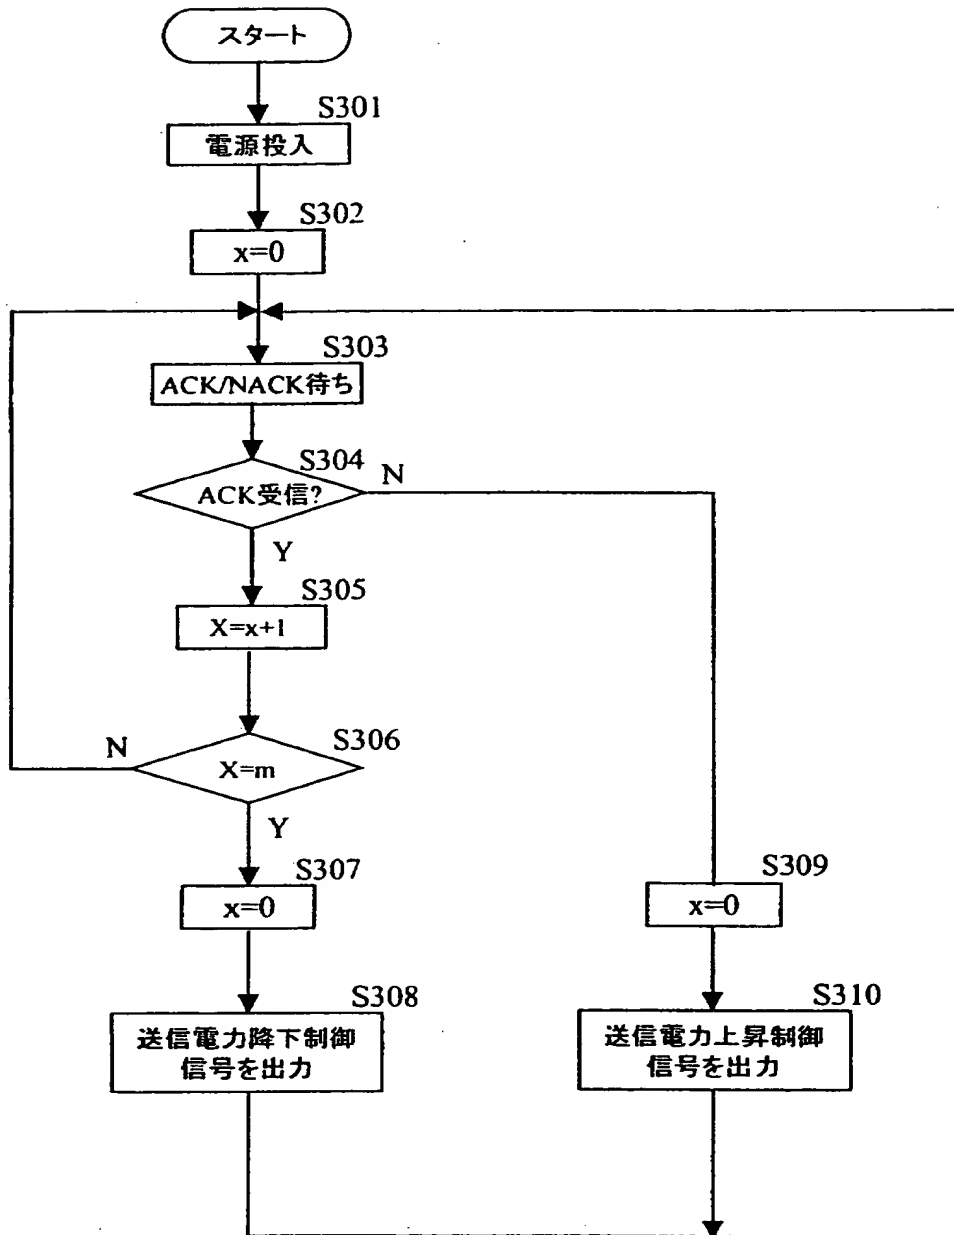 スタート
S301
電源投入
S302
x=0
S303
ACK/NACK待ち
S304
N
ACK受信?
Y
S305
X=x+1
S306
N
X=m
Y
S307
x=0
S309
x=0
S308
送信電力降下制御
信号を出力
S310
送信電力上昇制御
信号を出力